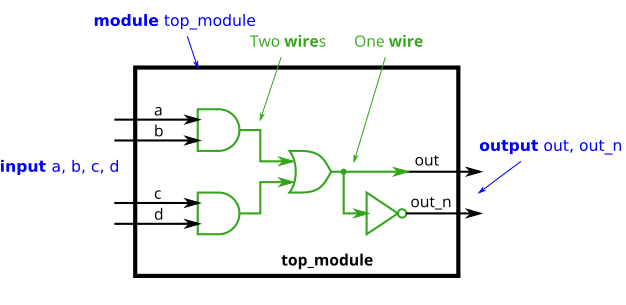 module top_module
Two wires
One wire
a
b
input a, b, c, d
c
d
out
out_n
output out, out_n
top_module